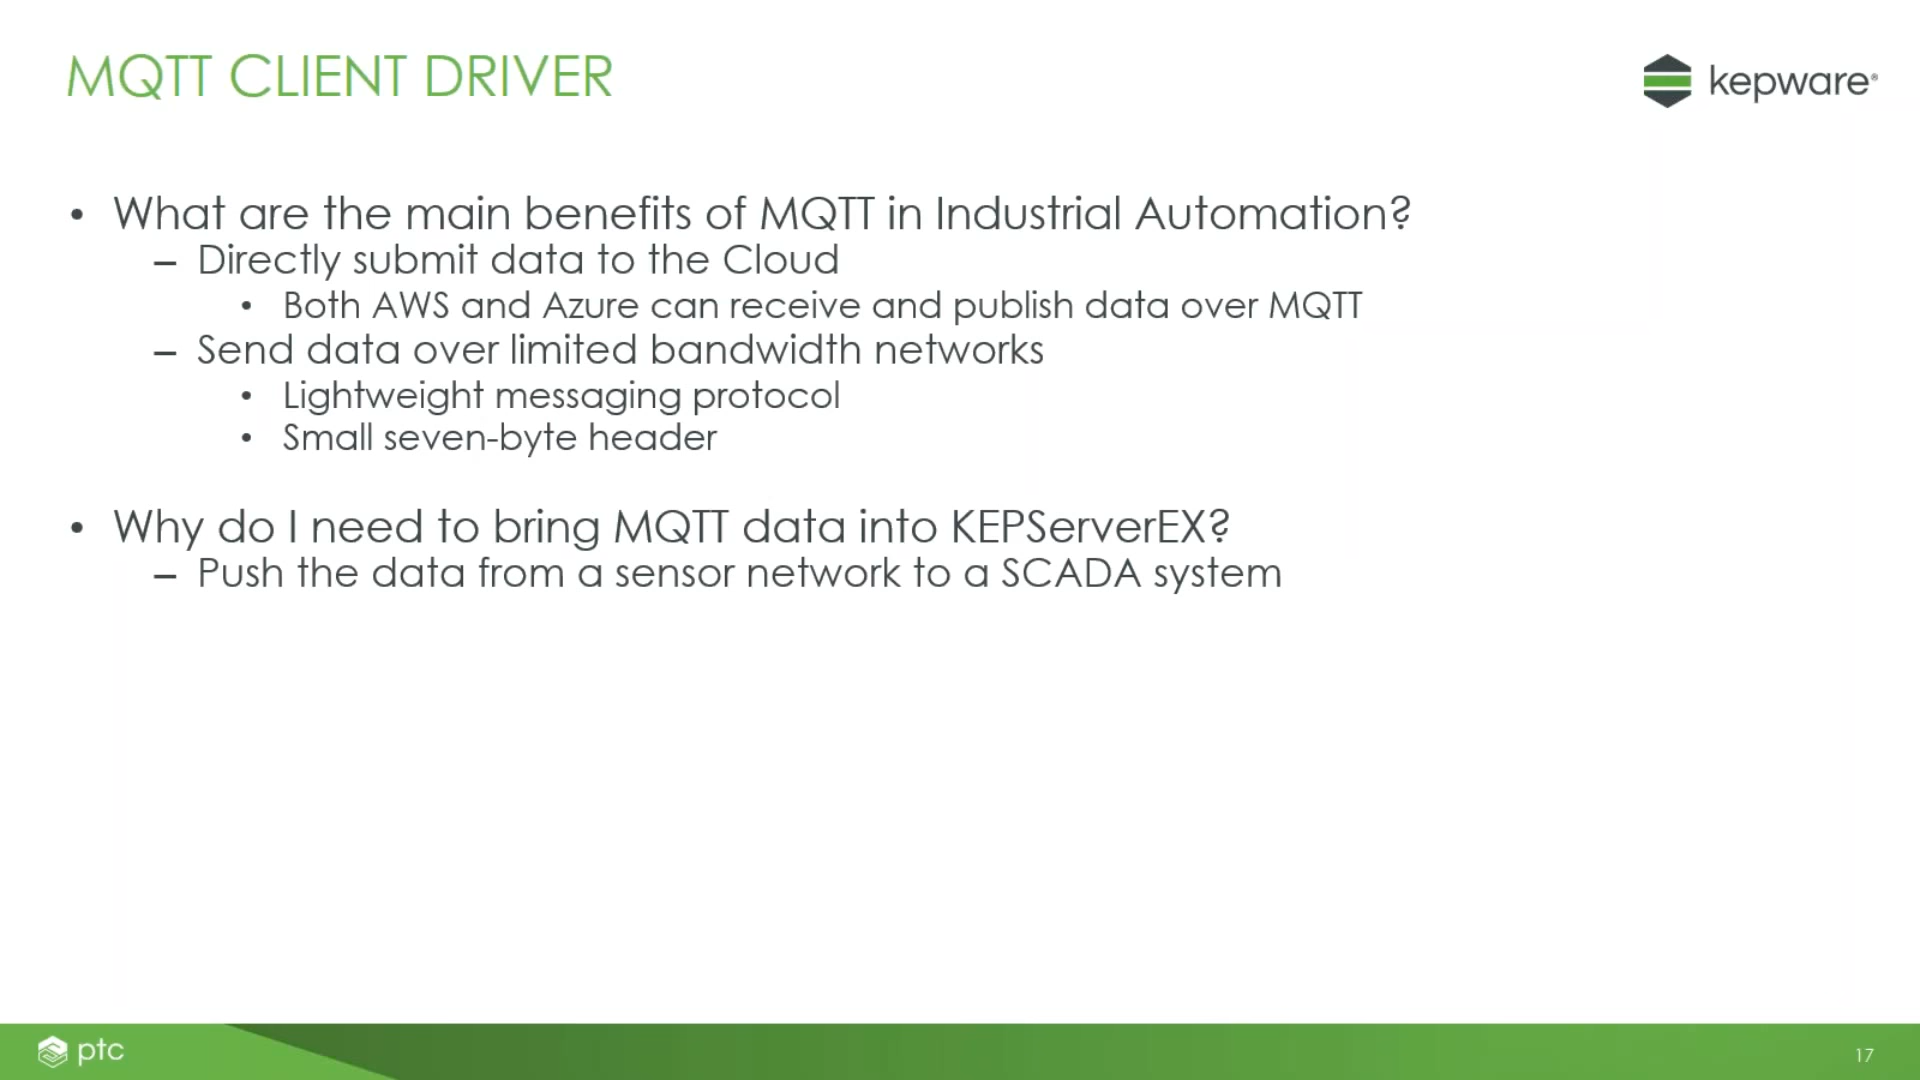 MQTT CLIENT DRIVER
kepware®
• What are the main benefits of MQTT in Industrial Automation?
– Directly submit data to the Cloud
• Both AWS and Azure can receive and publish data over MQTT
– Send data over limited bandwidth networks
• Lightweight messaging protocol
• Small seven-byte header
• Why do I need to bring MQTT data into KEPServerEX?
– Push the data from a sensor network to a SCADA system
ptc
17